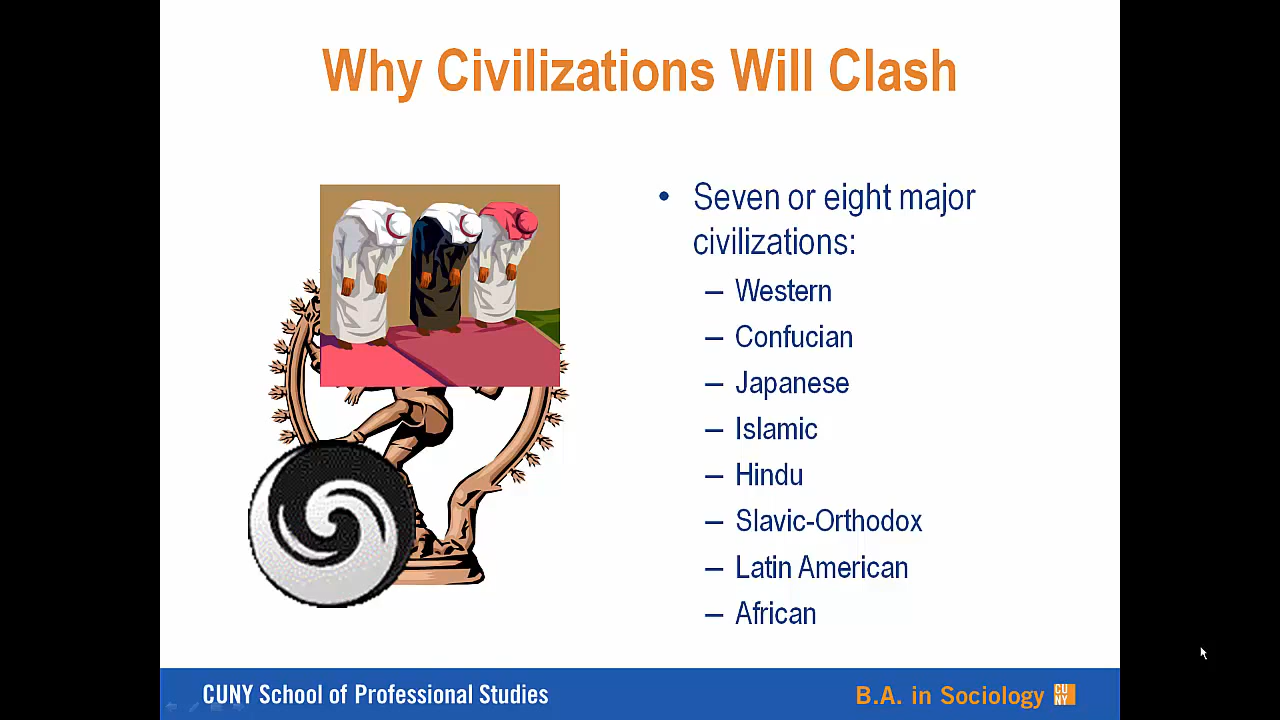 Why Civilizations Will Clash
• Seven or eight major
civilizations:
– Western
– Confucian
– Japanese
– Islamic
– Hindu
– Slavic-Orthodox
– Latin American
– African
CUNY School of Professional Studies
B.A. in Sociology
CU
NY